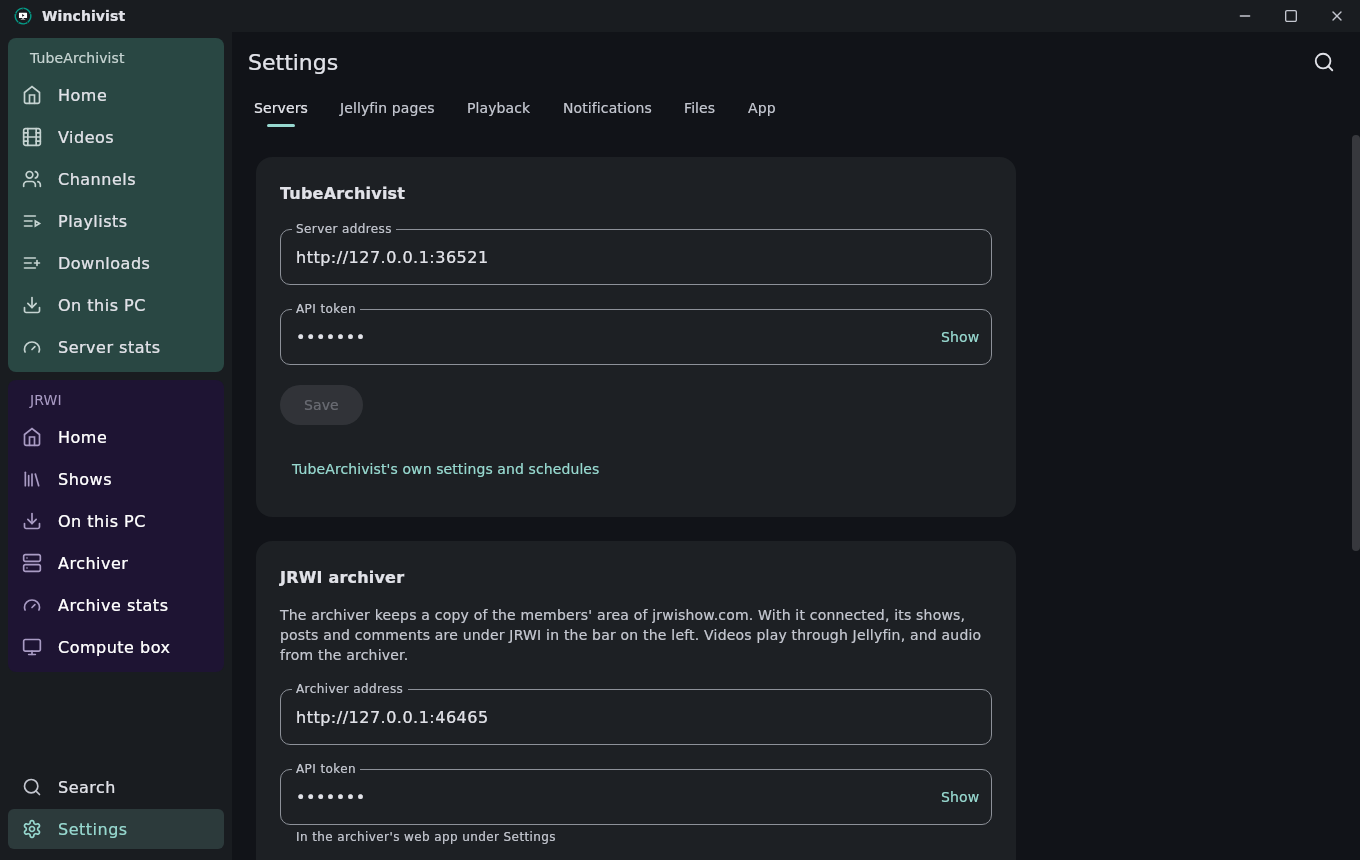 Winchivist
TubeArchivist
Home
Videos
Channels
Playlists
Downloads
On this PC
Server stats
JRWI
Home
Shows
On this PC
Archiver
Archive stats
Compute box
Search
Settings
Settings
Servers
Jellyfin pages
Playback
Notifications
Files
App
TubeArchivist
Server address
http://127.0.0.1:36521
API token
•••••••
Show
Save
TubeArchivist's own settings and schedules
JRWI archiver
The archiver keeps a copy of the members' area of jrwishow.com. With it connected, its shows,
posts and comments are under JRWI in the bar on the left. Videos play through Jellyfin, and audio
from the archiver.
Archiver address
http://127.0.0.1:46465
API token
•••••••
Show
In the archiver's web app under Settings